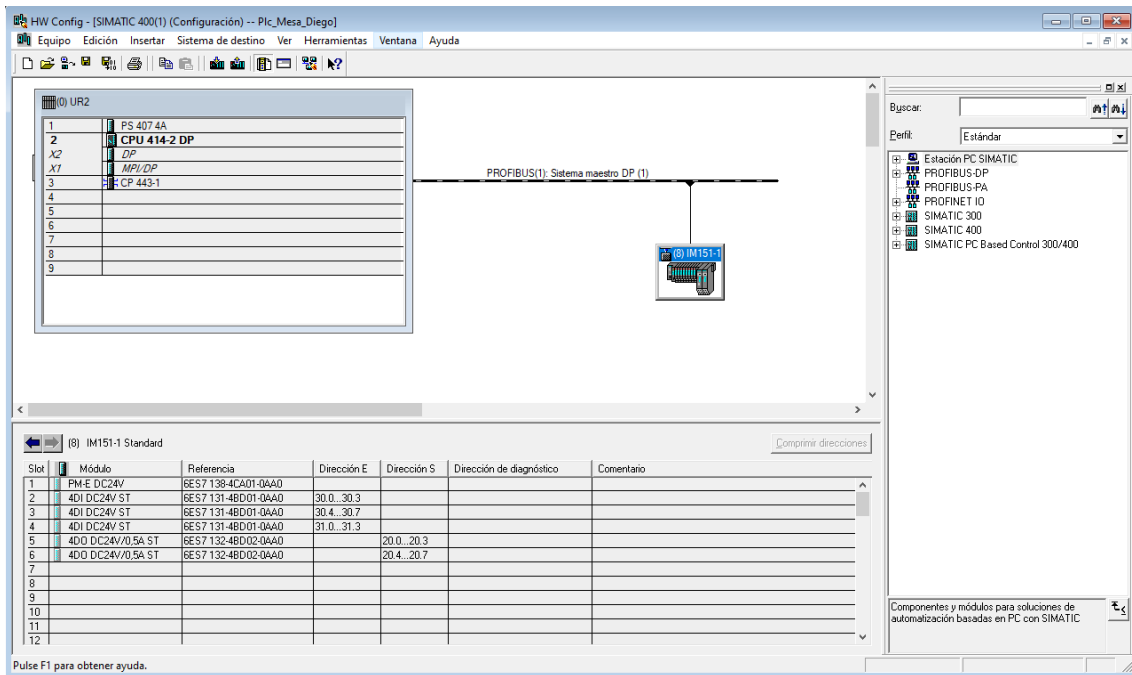 HW Config - [SIMATIC 400(1) (Configuración) -- Plc_Mesa_Diego]
Equipo Edición Insertar Sistema de destino Ver Herramientas Ventana Ayuda
(0) UR2
1 PS 407 4A
2 CPU 414-2 DP
X2 DP
X1 MPI/DP
3 CP 443-1
4
5
6
7
8
9
PROFIBUS(1): Sistema maestro DP (1)
(8) IM151-1
Buscar:
Perfil: Estándar
Estación PC SIMATIC
PROFIBUS-DP
PROFIBUS-PA
PROFINET IO
SIMATIC 300
SIMATIC 400
SIMATIC PC Based Control 300/400
(8) IM151-1 Standard
Comprimir direcciones
Slot Módulo Referencia Dirección E Dirección S Dirección de diagnóstico Comentario
1 PM-E DC24V 6ES7 138-4CA01-0AA0
2 4DI DC24V ST 6ES7 131-4BD01-0AA0 30.0...30.3
3 4DI DC24V ST 6ES7 131-4BD01-0AA0 30.4...30.7
4 4DI DC24V ST 6ES7 131-4BD01-0AA0 31.0...31.3
5 4DO DC24V/0,5A ST 6ES7 132-4BD02-0AA0 20.0...20.3
6 4DO DC24V/0,5A ST 6ES7 132-4BD02-0AA0 20.4...20.7
7
8
9
10
11
12
Componentes y módulos para soluciones de
automatización basadas en PC con SIMATIC
Pulse F1 para obtener ayuda.